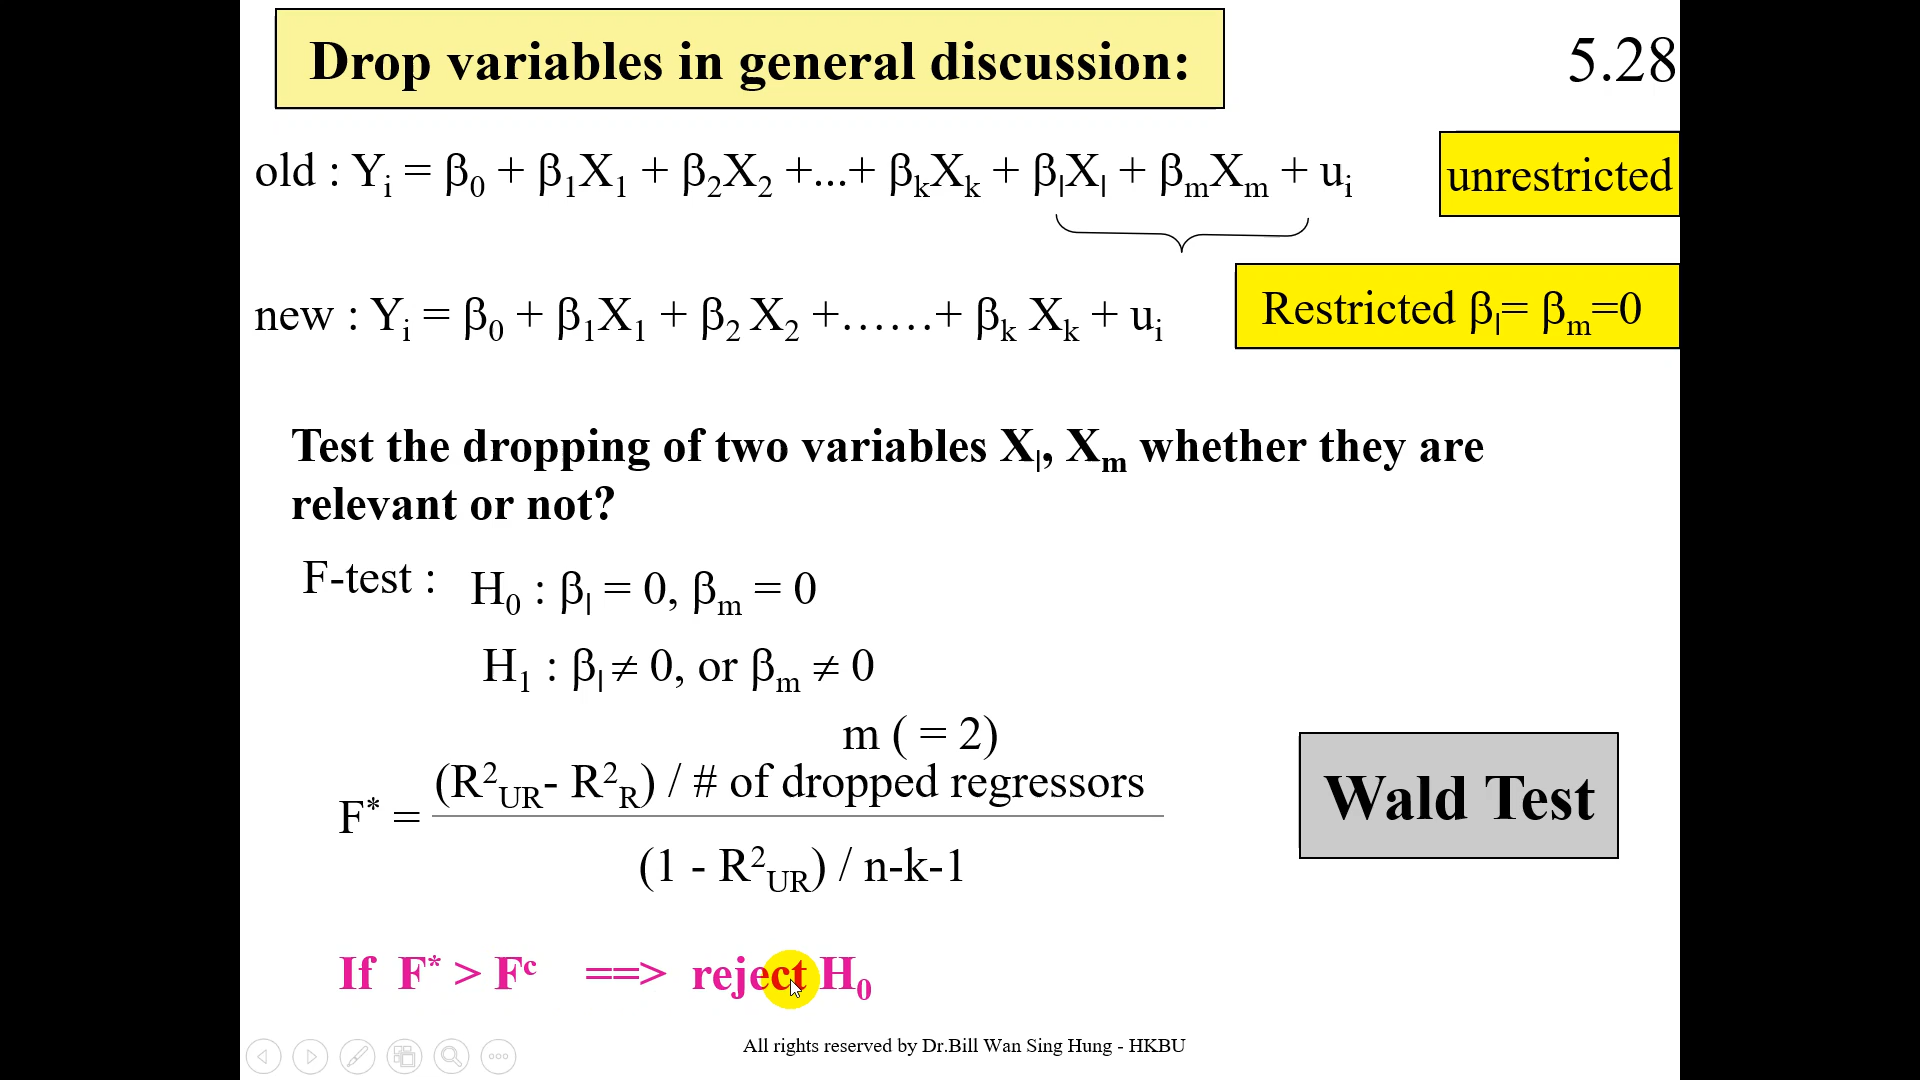 Drop variables in general discussion:
5.28
old : Yᵢ = β₀ + β₁X₁ + β₂X₂ +...+ βₖXₖ + βₗXₗ + βₘXₘ + uᵢ
unrestricted
new : Yᵢ = β₀ + β₁X₁ + β₂ X₂ +……+ βₖ Xₖ + uᵢ
Restricted βₗ= βₘ=0
Test the dropping of two variables Xₗ, Xₘ whether they are
relevant or not?
F-test : H₀ : βₗ = 0, βₘ = 0
H₁ : βₗ ≠ 0, or βₘ ≠ 0
m ( = 2)
(R²UR- R²R) / # of dropped regressors
F* =
(1 - R²UR) / n-k-1
Wald Test
If F* > Fᶜ ==> reject H₀
All rights reserved by Dr.Bill Wan Sing Hung - HKBU